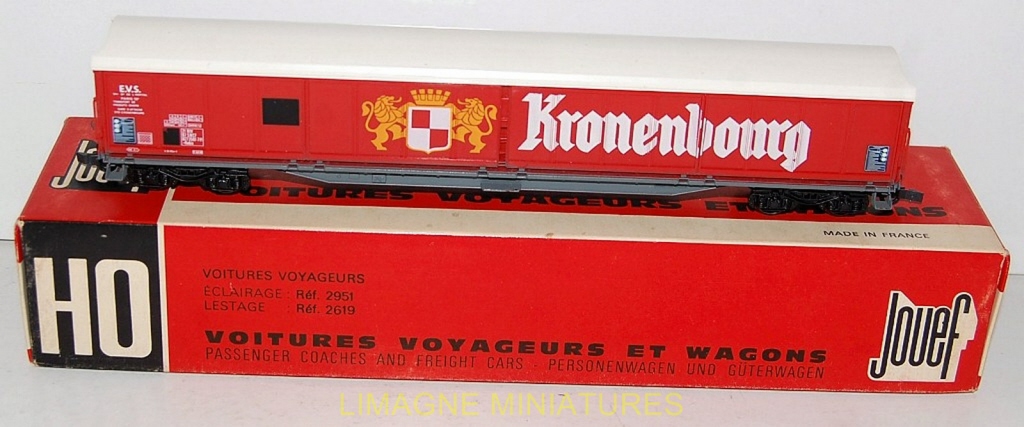 E.V.S.
Kronenbourg
Jouef
VOITURES VOYAGEURS ET WAGONS
MADE IN FRANCE
HO
VOITURES VOYAGEURS
ÉCLAIRAGE : Réf. 2951
LESTAGE : Réf. 2619
VOITURES VOYAGEURS ET WAGONS
PASSENGER COACHES AND FREIGHT CARS - PERSONENWAGEN UND GÜTERWAGEN
Jouef
LIMAGNE MINIATURES